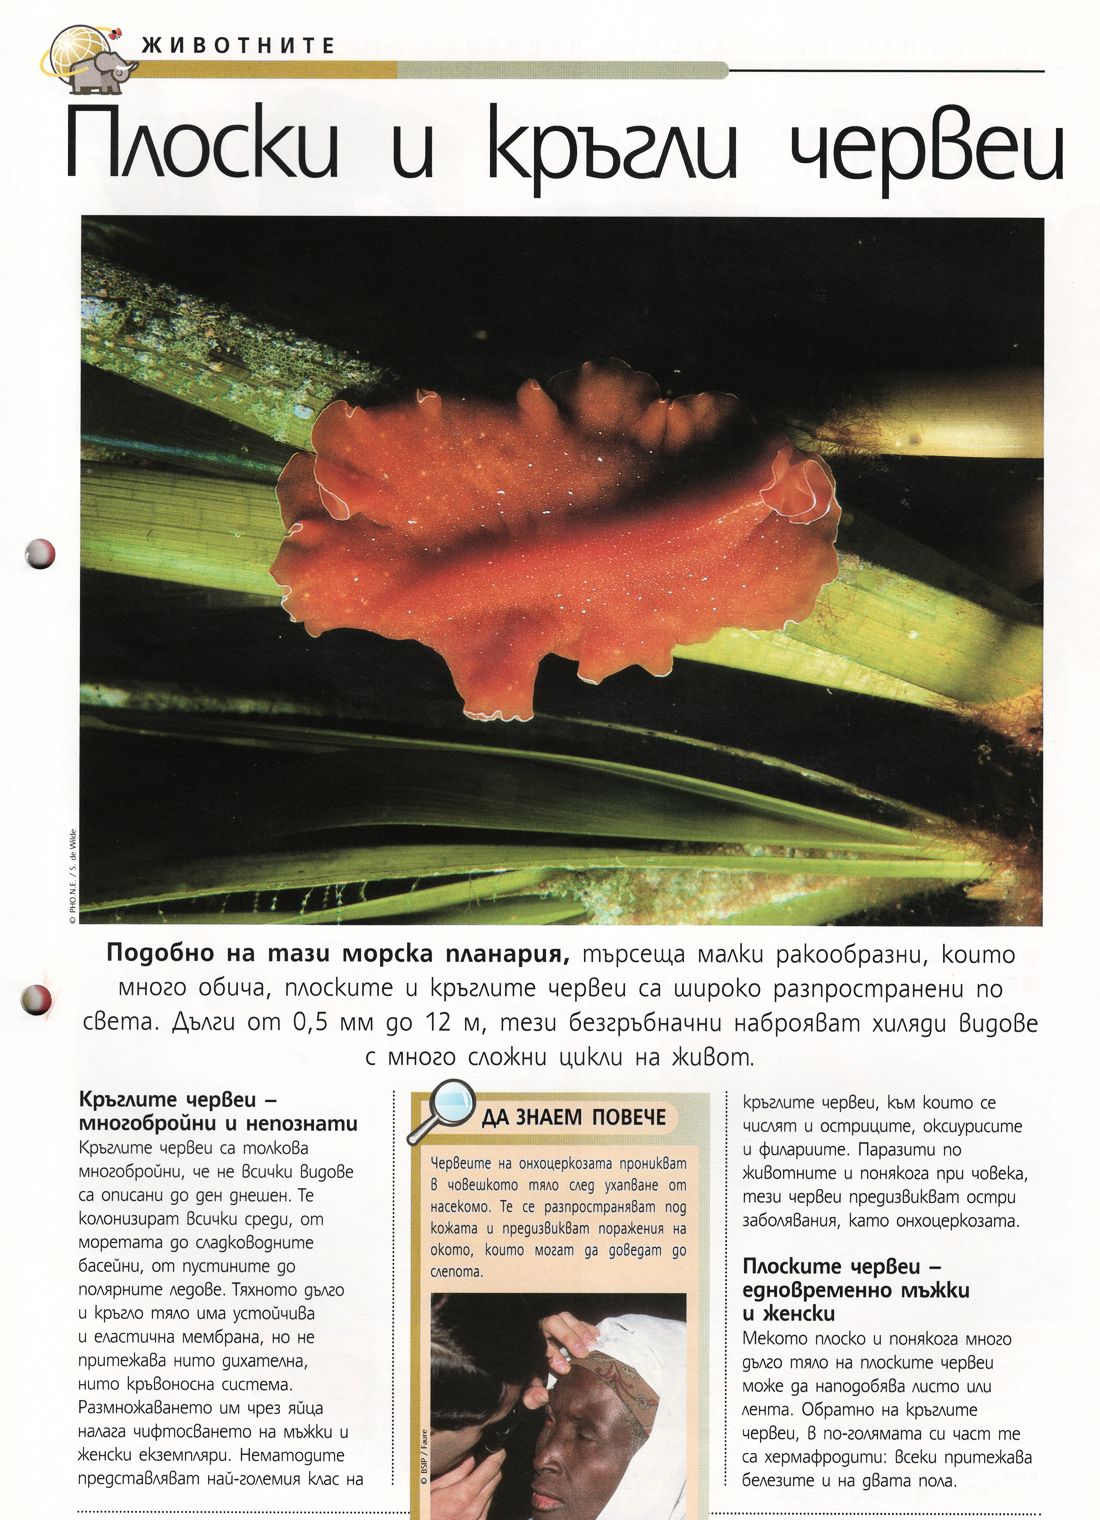 ЖИВОТНИТЕ
Плоски и кръгли червеи
© PHO.N.E. / S. de Wilde
Подобно на тази морска планария, търсеща малки ракообразни, които
много обича, плоските и кръглите червеи са широко разпространени по
света. Дълги от 0,5 мм до 12 м, тези безгръбначни наброяват хиляди видове
с много сложни цикли на живот.
Кръглите червеи –
многобройни и непознати
Кръглите червеи са толкова
многобройни, че не всички видове
са описани до ден днешен. Те
колонизират всички среди, от
моретата до сладководните
басейни, от пустините до
полярните ледове. Тяхното дълго
и кръгло тяло има устойчива
и еластична мембрана, но не
притежава нито дихателна,
нито кръвоносна система.
Размножаването им чрез яйца
налага чифтосването на мъжки и
женски екземпляри. Нематодите
представляват най-големия клас на
ДА ЗНАЕМ ПОВЕЧЕ
Червеите на онхоцеркозата проникват
в човешкото тяло след ухапване от
насекомо. Те се разпространяват под
кожата и предизвикват поражения на
окото, които могат да доведат до
слепота.
© BSIP / Faure
кръглите червеи, към които се
числят и остриците, оксиурисите
и филариите. Паразити по
животните и понякога при човека,
тези червеи предизвикват остри
заболявания, като онхоцеркозата.
Плоските червеи –
едновременно мъжки
и женски
Мекото плоско и понякога много
дълго тяло на плоските червеи
може да наподобява листо или
лента. Обратно на кръглите
червеи, в по-голямата си част те
са хермафродити: всеки притежава
белезите и на двата пола.